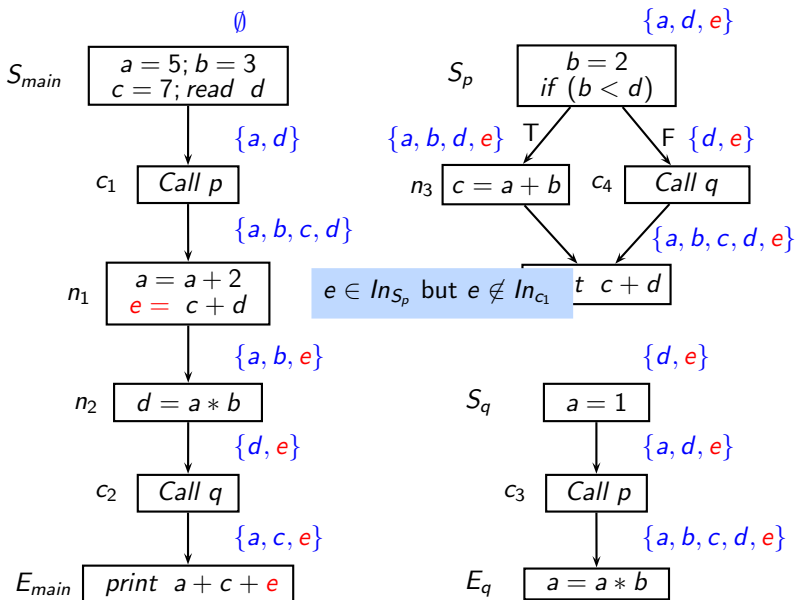 ∅
S_main
a = 5; b = 3
c = 7; read d
{a, d}
c_1
Call p
{a, b, c, d}
n_1
a = a + 2
e = c + d
{a, b, e}
n_2
d = a ∗ b
{d, e}
c_2
Call q
{a, c, e}
E_main
print a + c + e
{a, d, e}
S_p
b = 2
if (b < d)
{a, b, d, e}
T
F
{d, e}
n_3
c = a + b
c_4
Call q
{a, b, c, d, e}
e ∈ In_{S_p} but e ∉ In_{c_1}
t c + d
{d, e}
S_q
a = 1
{a, d, e}
c_3
Call p
{a, b, c, d, e}
E_q
a = a ∗ b